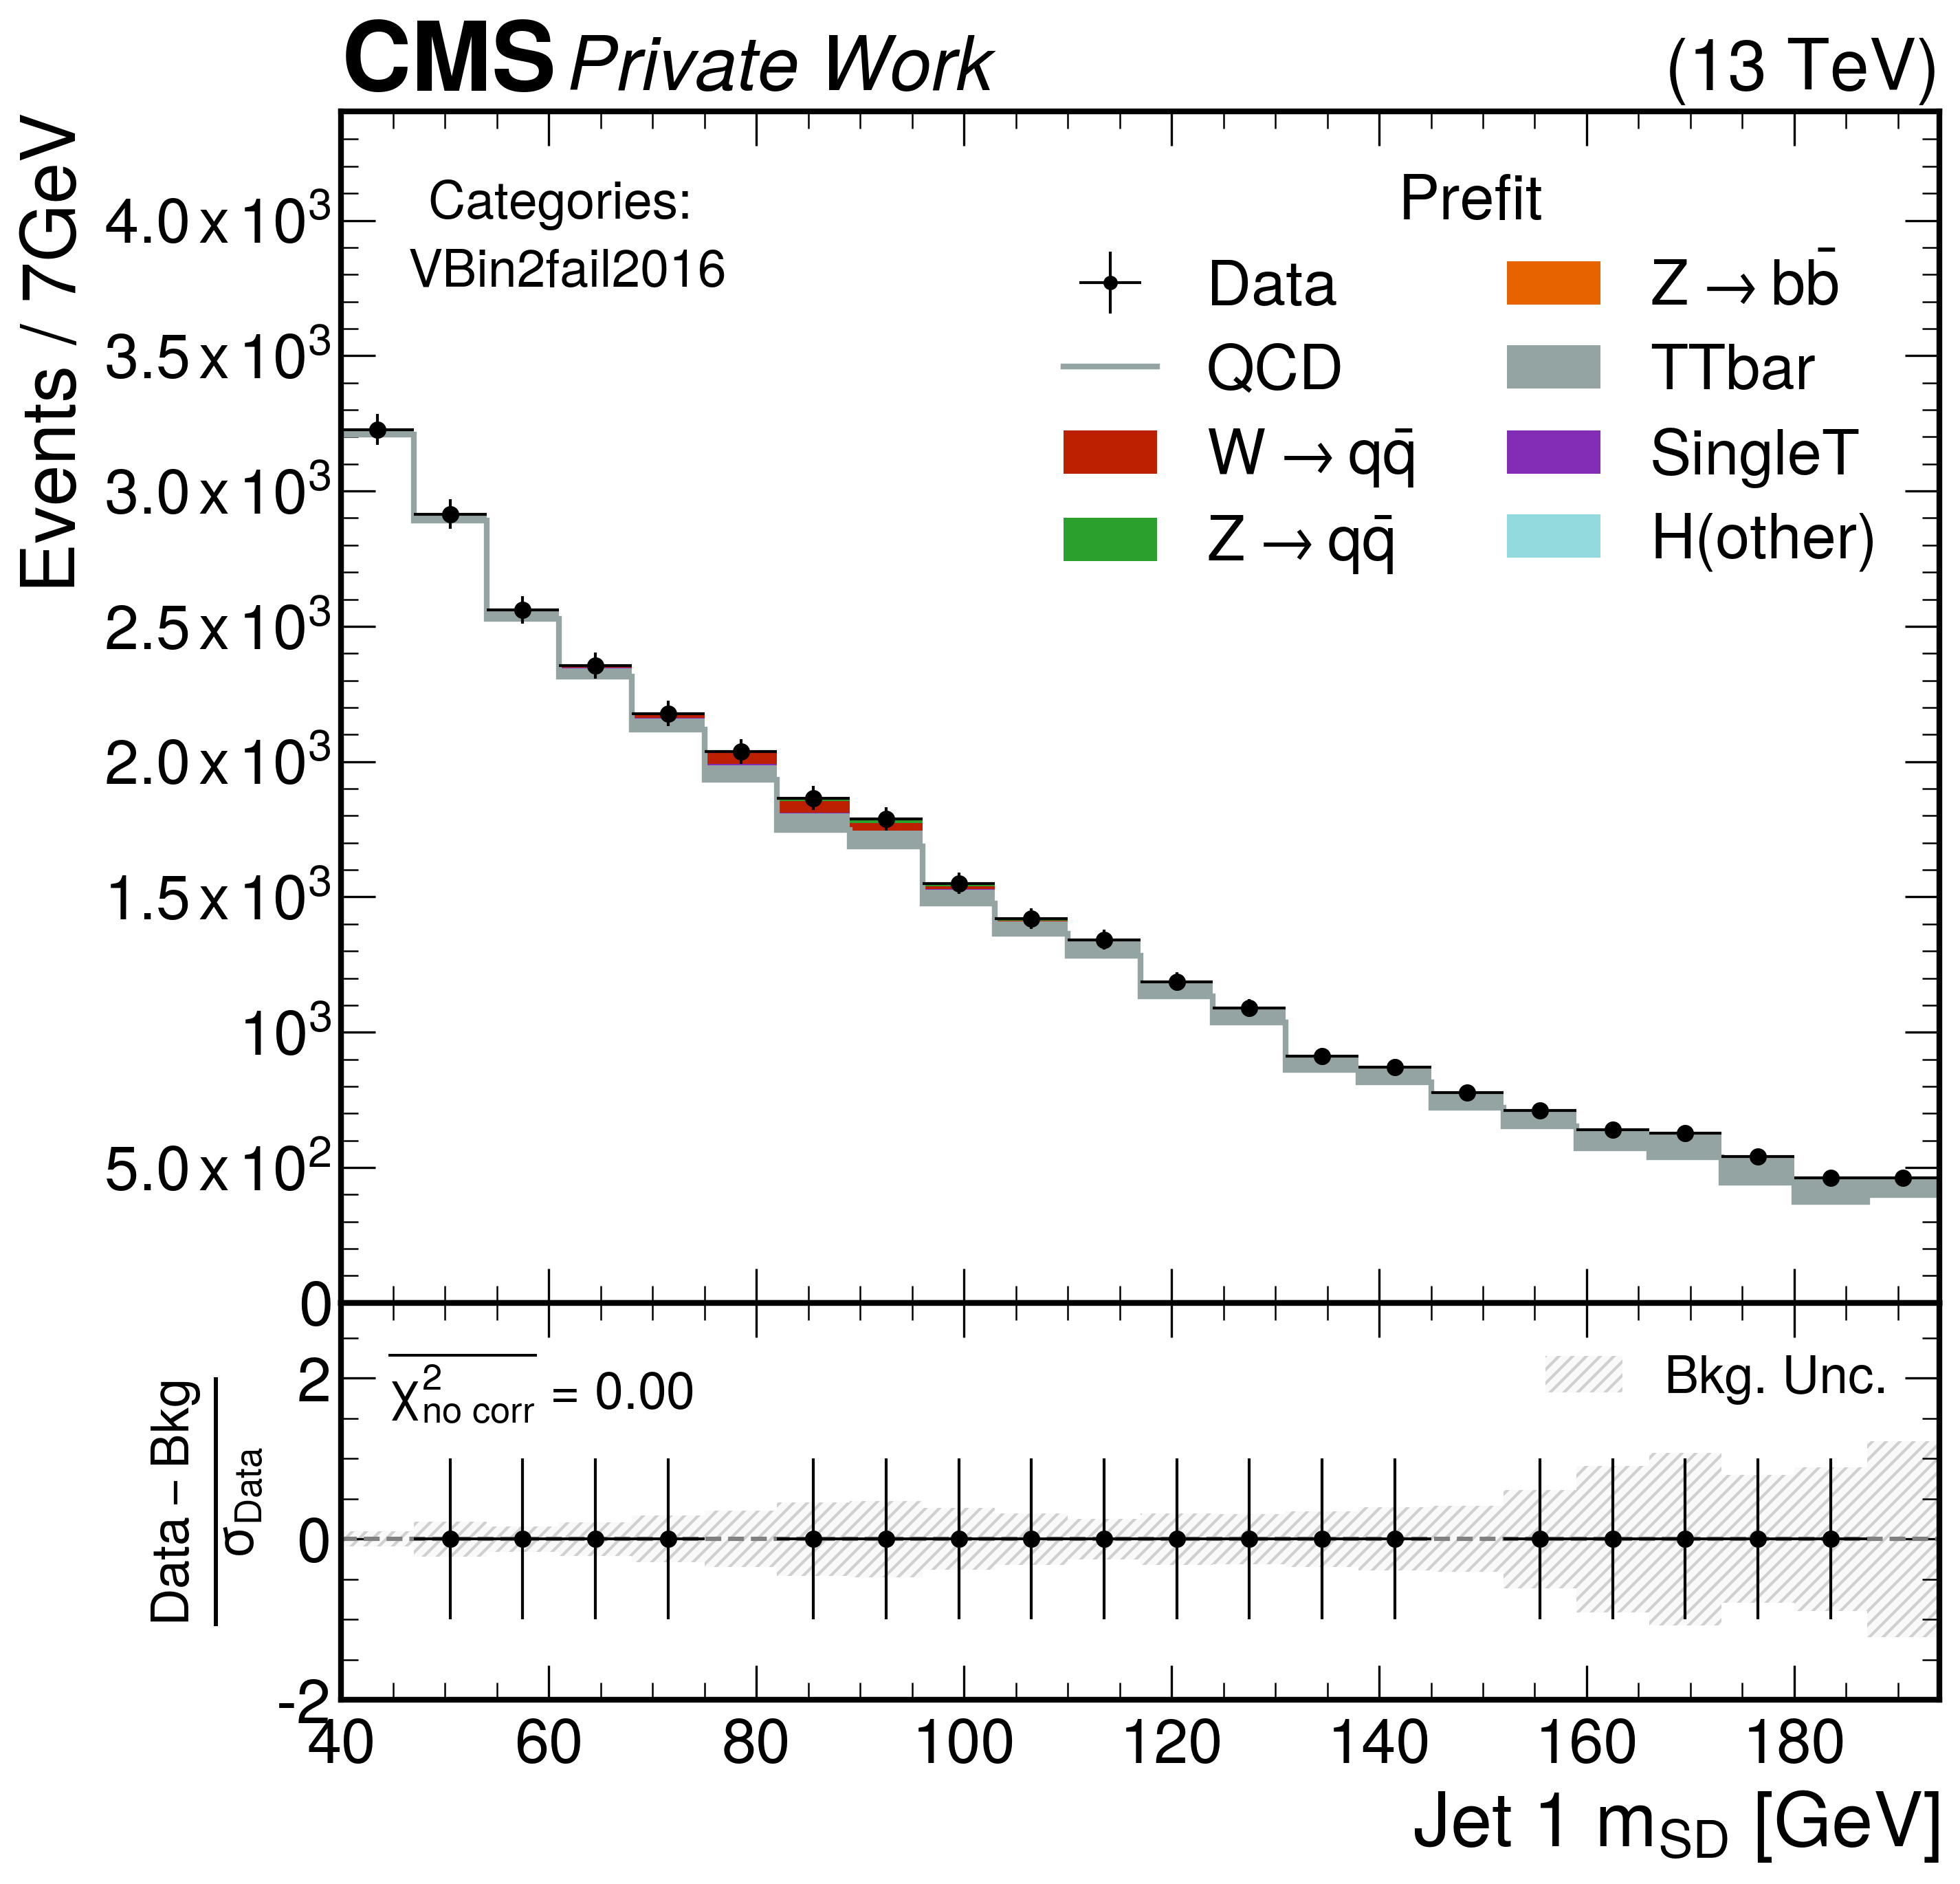 CMS Private Work (13 TeV)
Events / 7GeV
4.0 x 10³
3.5 x 10³
3.0 x 10³
2.5 x 10³
2.0 x 10³
1.5 x 10³
10³
5.0 x 10²
0
Categories:
VBin2fail2016
Prefit
Data
QCD
W → qq̄
Z → qq̄
Z → bb̄
TTbar
SingleT
H(other)
Data − Bkg
σ_Data
2
0
-2
χ²_no corr = 0.00
Bkg. Unc.
40 60 80 100 120 140 160 180
Jet 1 m_SD [GeV]